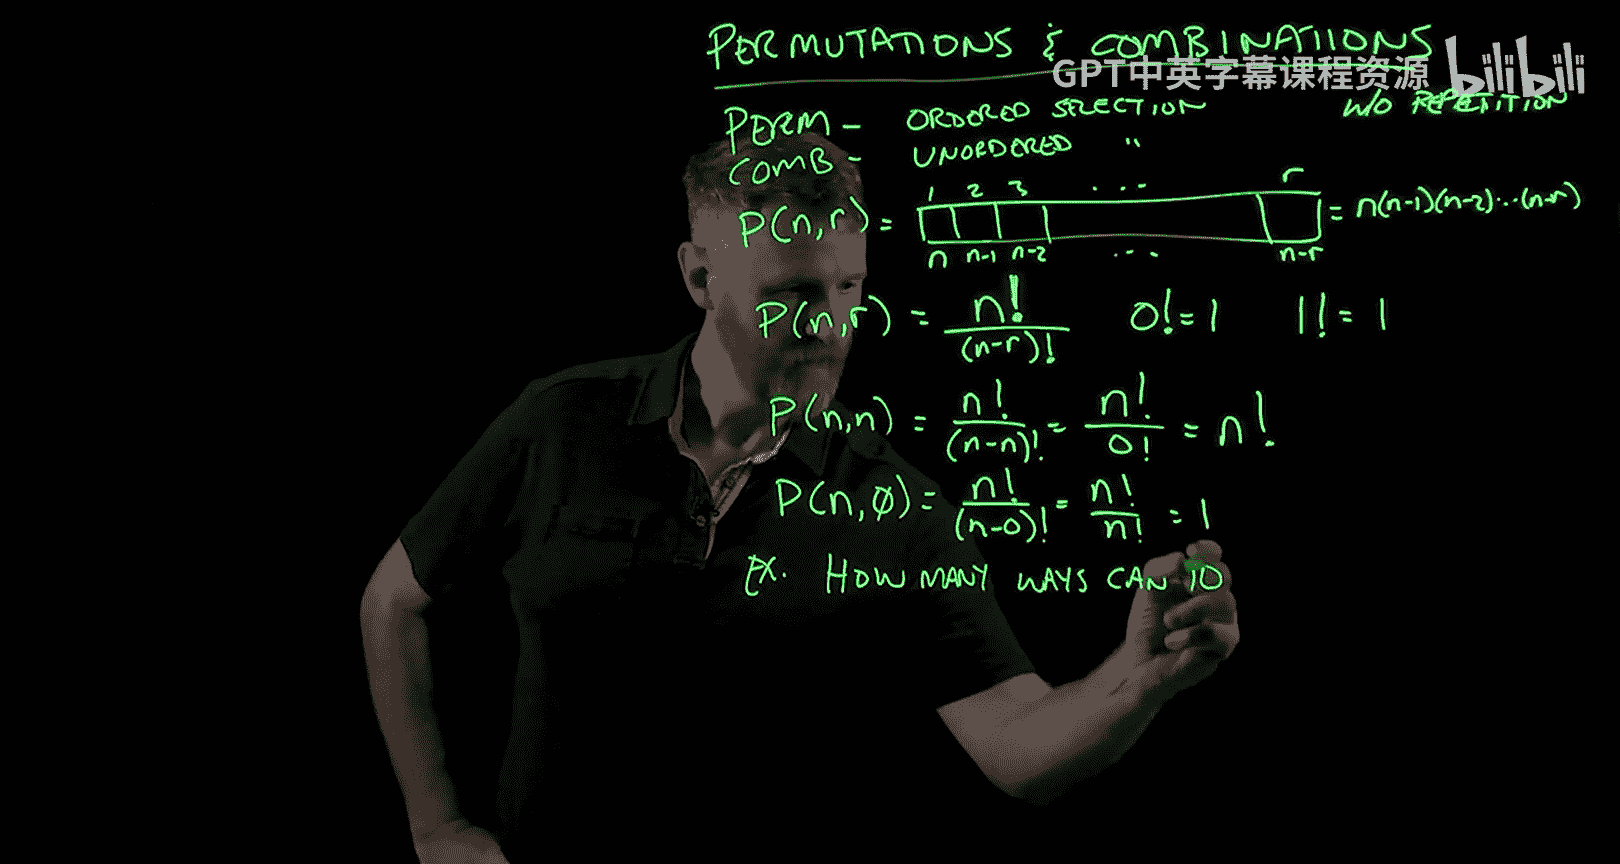 PERMUTATIONS & COMBINATIONS
GPT中英字幕课程资源 bilibili
PERM – ORDERED SELECTION W/O REPETITION
COMB – UNORDERED "
1 2 3 ... r
P(n,r) = = n(n-1)(n-2)...(n-r)
n n-1 n-2 ... n-r
P(n,r) = n!/(n-r)! 0! = 1 1! = 1
P(n,n) = n!/(n-n)! = n!/0! = n!
P(n,0) = n!/(n-0)! = n!/n! = 1
EX. HOW MANY WAYS CAN 10